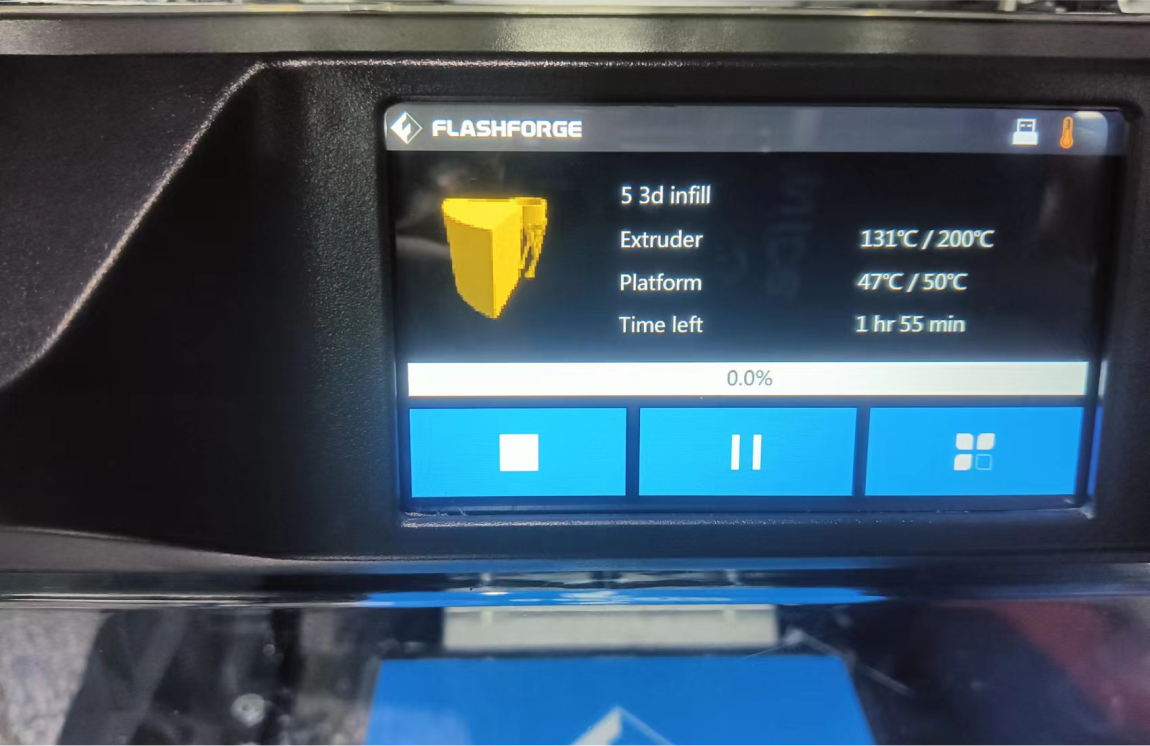 FLASHFORGE
5 3d infill
Extruder 131℃ / 200℃
Platform 47℃ / 50℃
Time left 1 hr 55 min
0.0%